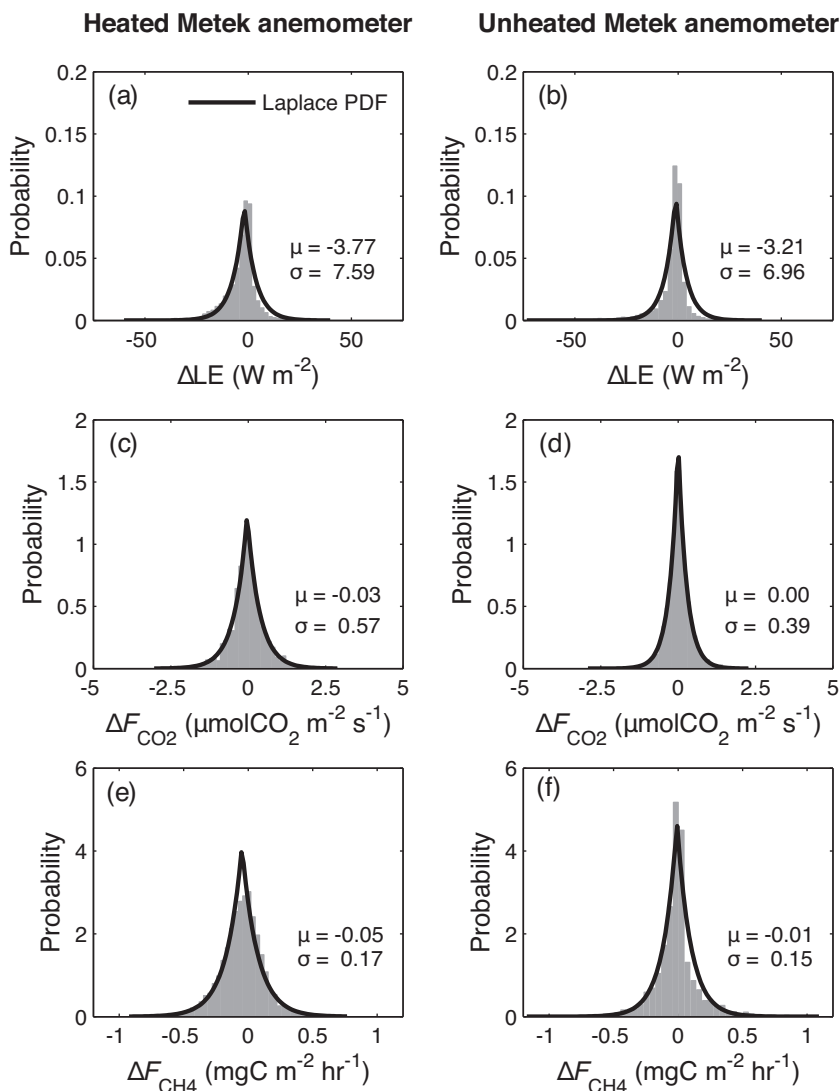 Heated Metek anemometer
Unheated Metek anemometer
(a)
Laplace PDF
0.2
0.15
0.1
0.05
0
Probability
μ = -3.77
σ = 7.59
-50
0
50
ΔLE (W m-2)
(b)
0.2
0.15
0.1
0.05
0
Probability
μ = -3.21
σ = 6.96
-50
0
50
ΔLE (W m-2)
(c)
2
1.5
1
0.5
0
Probability
μ = -0.03
σ = 0.57
-5
-2.5
0
2.5
5
ΔFCO2 (μmolCO2 m-2 s-1)
(d)
2
1.5
1
0.5
0
Probability
μ = 0.00
σ = 0.39
-5
-2.5
0
2.5
5
ΔFCO2 (μmolCO2 m-2 s-1)
(e)
6
4
2
0
Probability
μ = -0.05
σ = 0.17
-1
-0.5
0
0.5
1
ΔFCH4 (mgC m-2 hr-1)
(f)
6
4
2
0
Probability
μ = -0.01
σ = 0.15
-1
-0.5
0
0.5
1
ΔFCH4 (mgC m-2 hr-1)